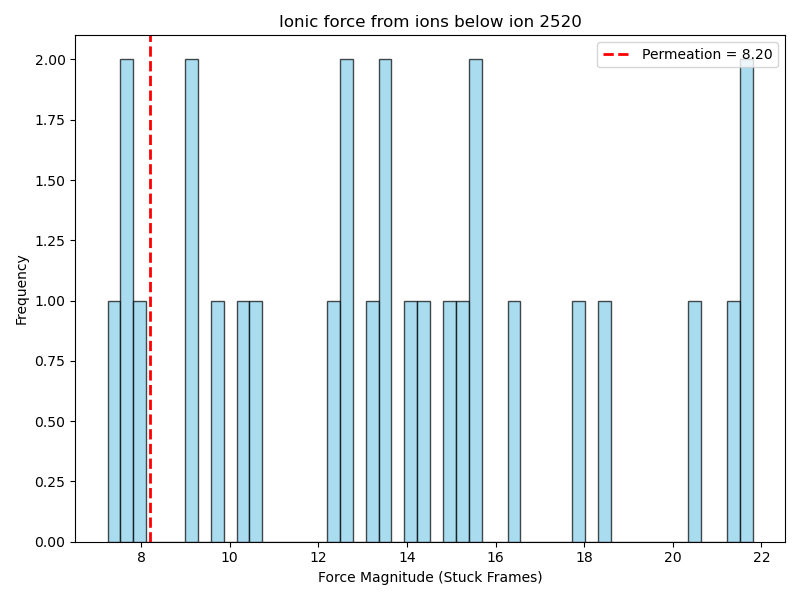 Ionic force from ions below ion 2520
Permeation = 8.20
2.00
1.75
1.50
1.25
1.00
0.75
0.50
0.25
0.00
Frequency
8 10 12 14 16 18 20 22
Force Magnitude (Stuck Frames)